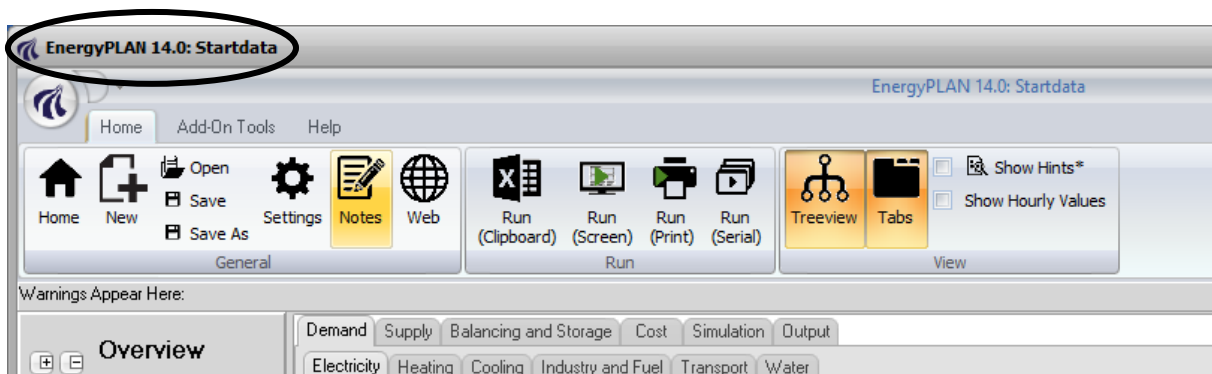 EnergyPLAN 14.0: Startdata
EnergyPLAN 14.0: Startdata
Home Add-On Tools Help
Home
New
Open
Save
Save As
Settings
Notes
Web
General
Run
(Clipboard)
Run
(Screen)
Run
(Print)
Run
(Serial)
Run
Treeview
Tabs
Show Hints*
Show Hourly Values
View
Warnings Appear Here:
Overview
Demand Supply Balancing and Storage Cost Simulation Output
Electricity Heating Cooling Industry and Fuel Transport Water